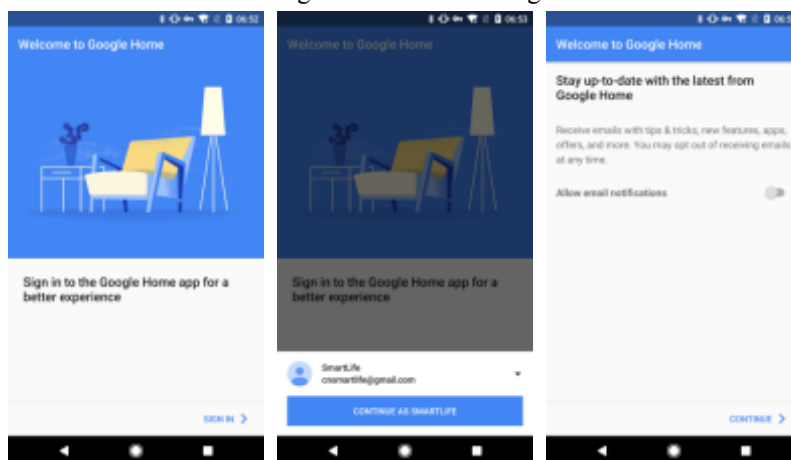 06:52
Welcome to Google Home
Sign in to the Google Home app for a
better experience
SIGN IN
06:53
Welcome to Google Home
Sign in to the Google Home app for a
better experience
SmartLife
cnsmartlife@gmail.com
CONTINUE AS SMARTLIFE
Welcome to Google Home
Stay up-to-date with the latest from
Google Home
Receive emails with tips & tricks, new features, apps,
offers, and more. You may opt out of receiving emails
at any time.
Allow email notifications
CONTINUE